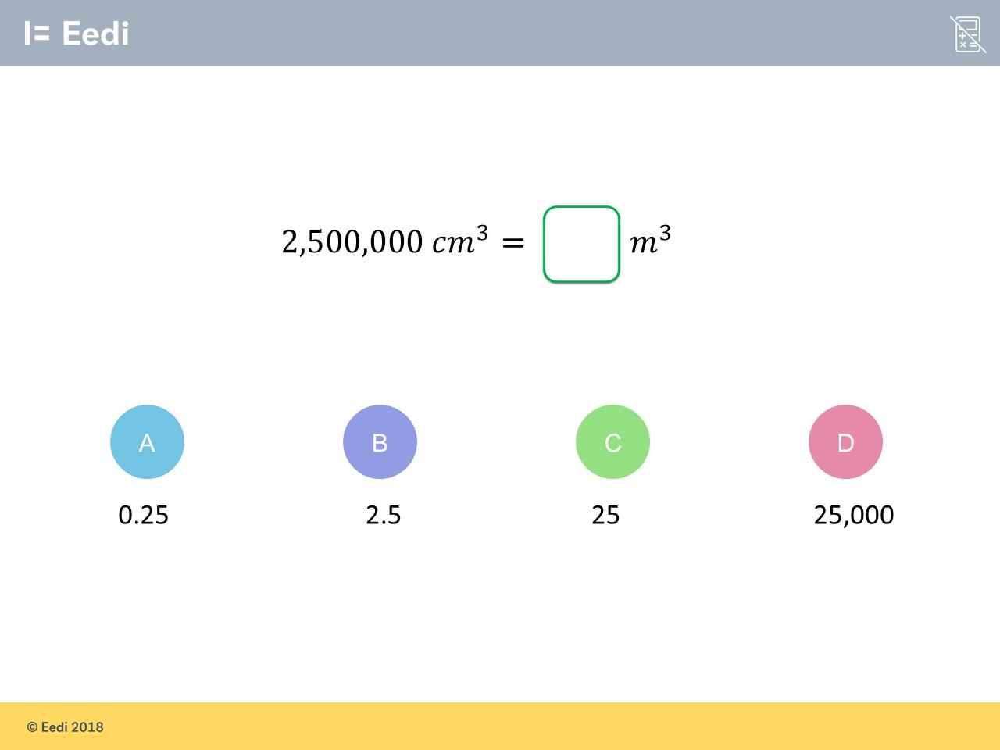 Eedi
2,500,000 cm³ = m³
A
B
C
D
0.25
2.5
25
25,000
© Eedi 2018